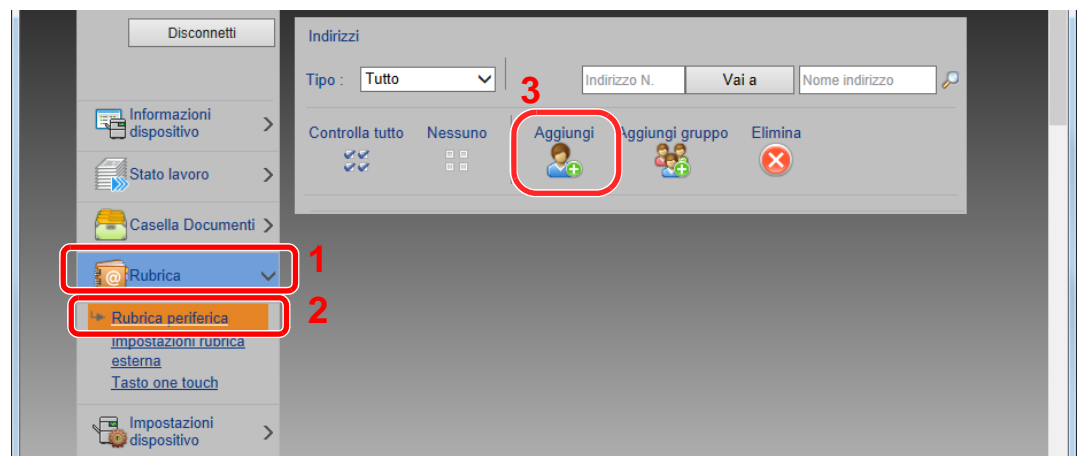 Disconnetti
Indirizzi
Tipo : Tutto Indirizzo N. Vai a Nome indirizzo
3
Informazioni
dispositivo
Controlla tutto Nessuno Aggiungi Aggiungi gruppo Elimina
Stato lavoro
Casella Documenti
Rubrica
1
Rubrica periferica
2
Impostazioni rubrica
esterna
Tasto one touch
Impostazioni
dispositivo